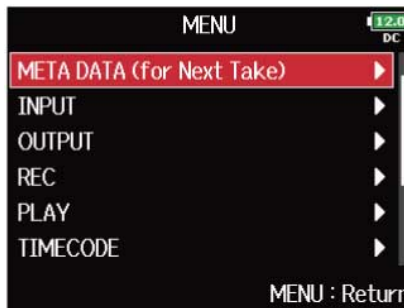 MENU
12.0
DC
META DATA (for Next Take)
INPUT
OUTPUT
REC
PLAY
TIMECODE
MENU : Return